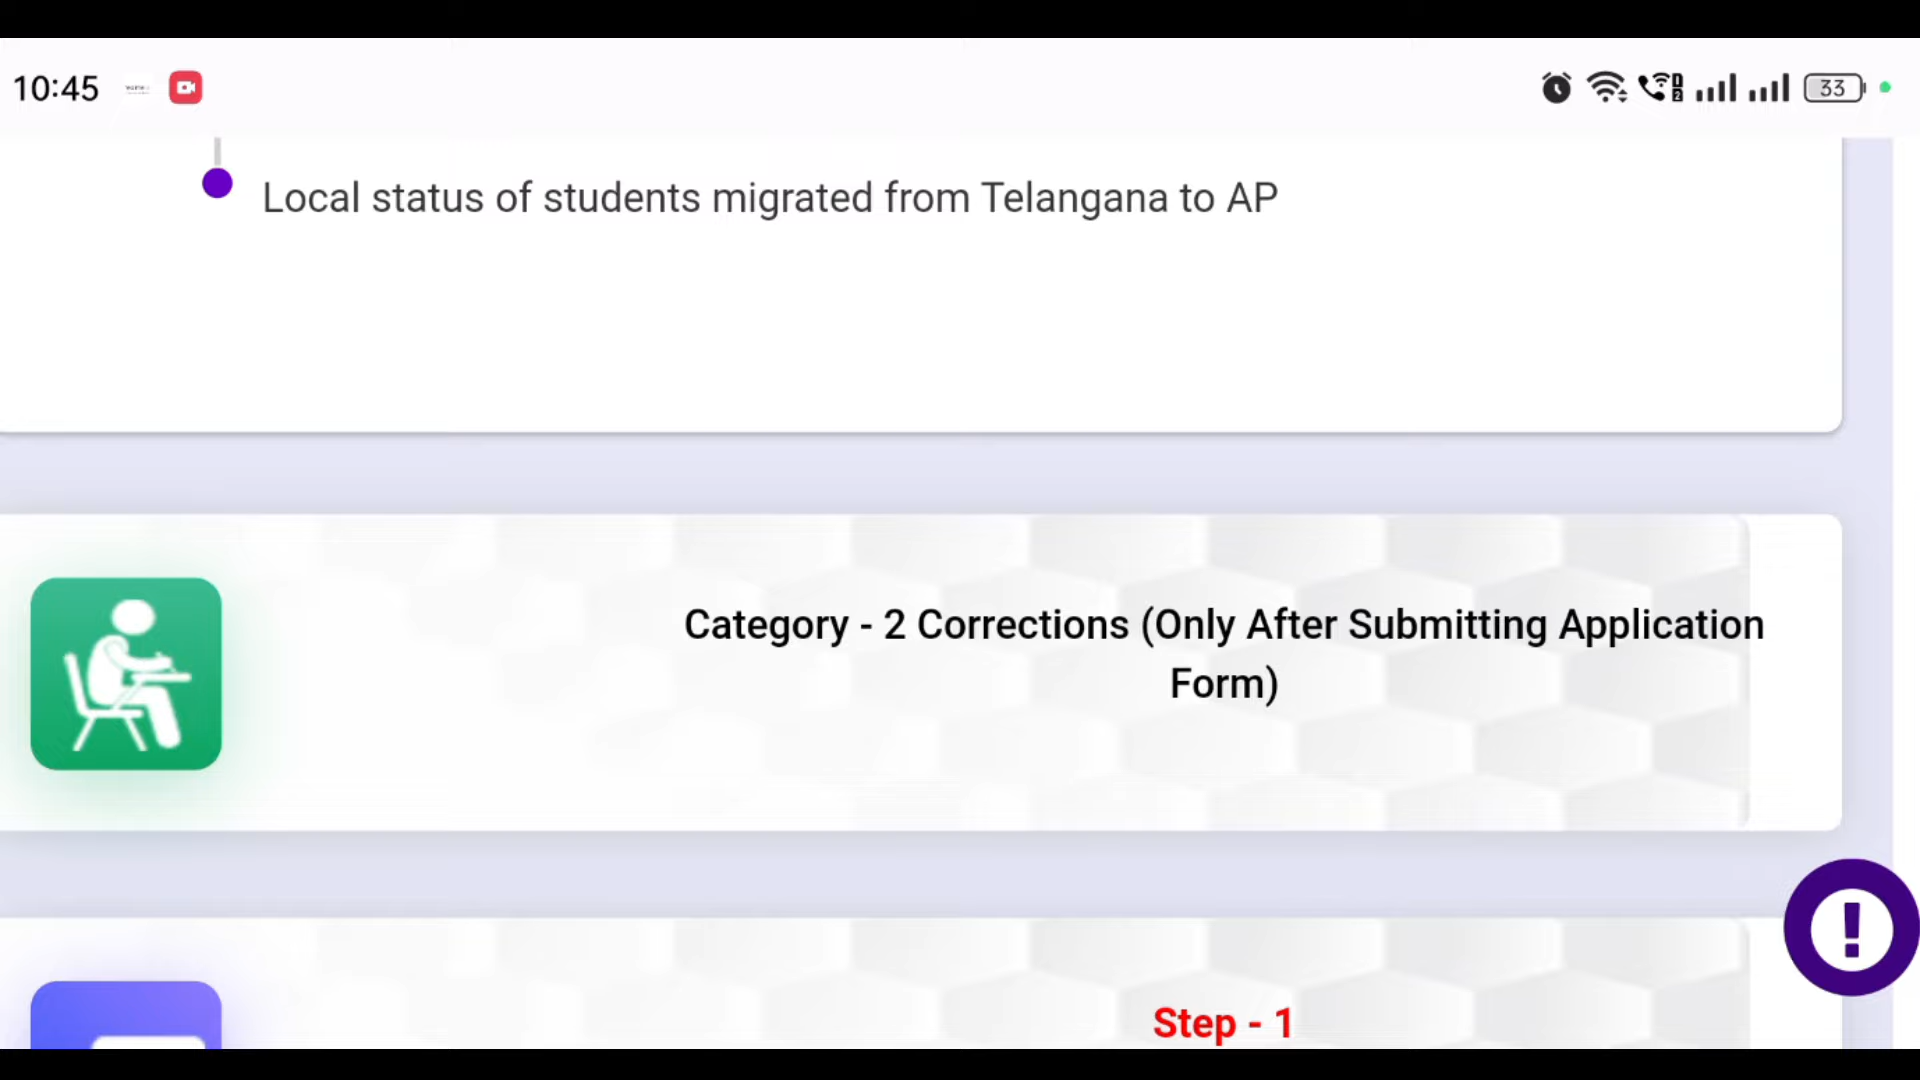 10:45
33
Local status of students migrated from Telangana to AP
Category - 2 Corrections (Only After Submitting Application
Form)
Step - 1